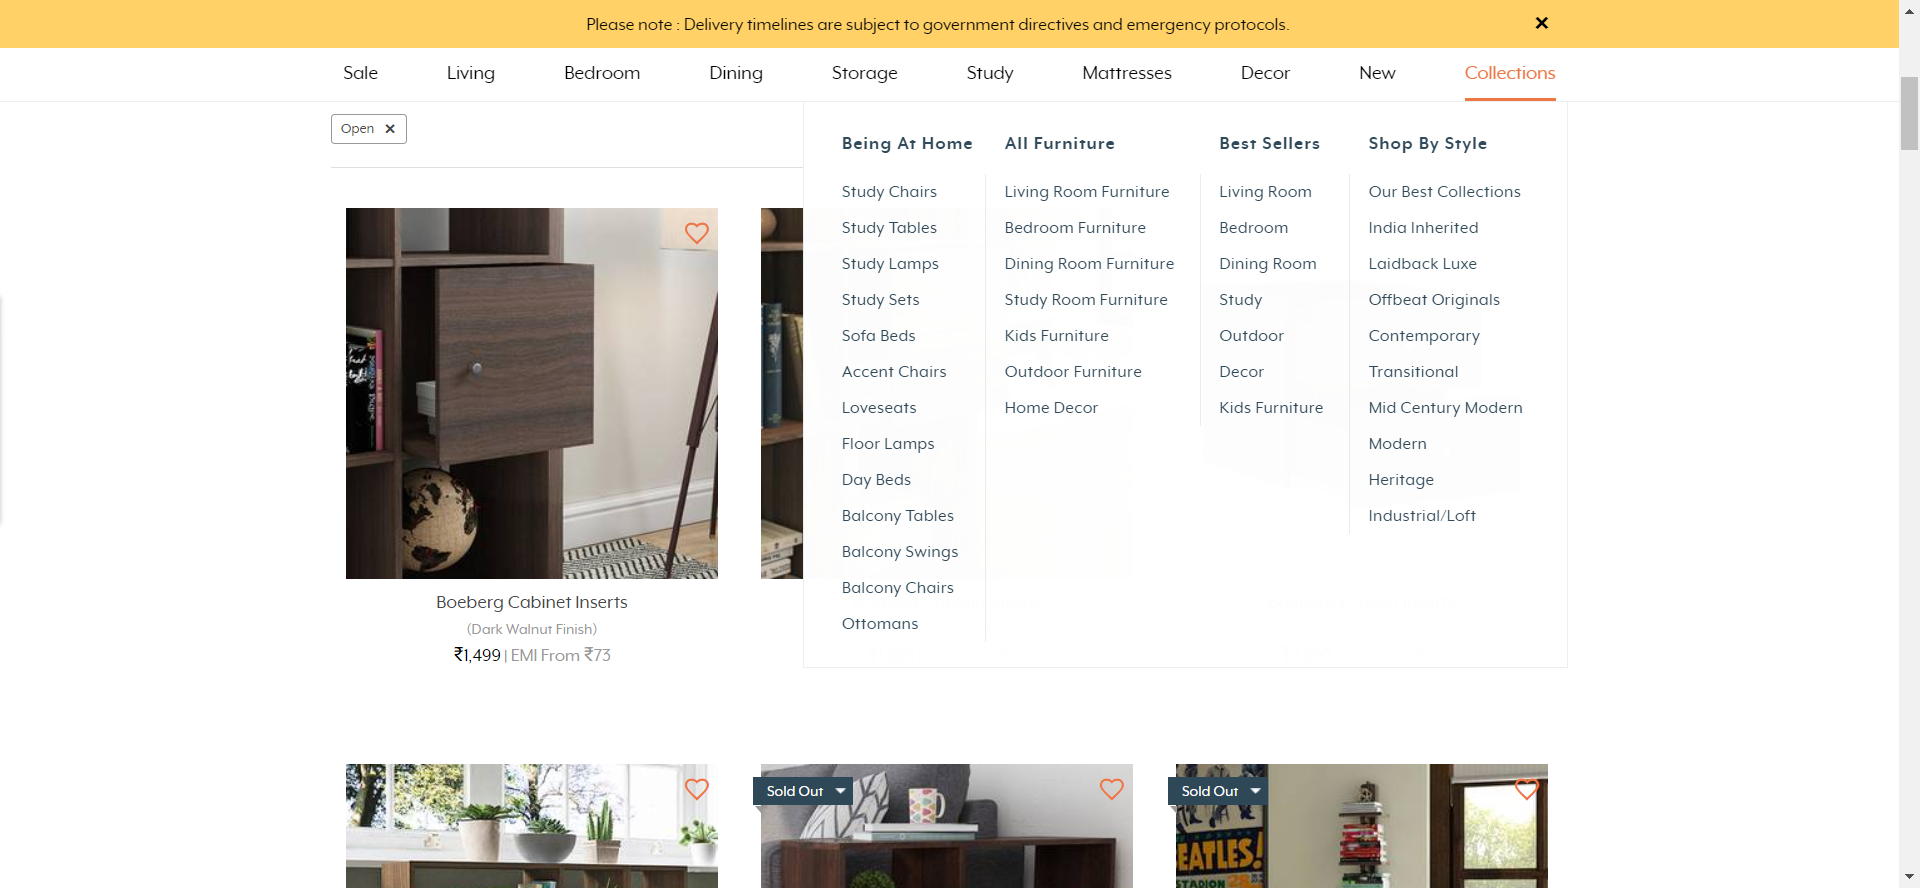 Please note : Delivery timelines are subject to government directives and emergency protocols.
Sale Living Bedroom Dining Storage Study Mattresses Decor New Collections
Open
Being At Home
Study Chairs
Study Tables
Study Lamps
Study Sets
Sofa Beds
Accent Chairs
Loveseats
Floor Lamps
Day Beds
Balcony Tables
Balcony Swings
Balcony Chairs
Ottomans
All Furniture
Living Room Furniture
Bedroom Furniture
Dining Room Furniture
Study Room Furniture
Kids Furniture
Outdoor Furniture
Home Decor
Best Sellers
Living Room
Bedroom
Dining Room
Study
Outdoor
Decor
Kids Furniture
Shop By Style
Our Best Collections
India Inherited
Laidback Luxe
Offbeat Originals
Contemporary
Transitional
Mid Century Modern
Modern
Heritage
Industrial/Loft
Boeberg Cabinet Inserts
(Dark Walnut Finish)
₹1,499 | EMI From ₹73
Sold Out
Sold Out
EATLES!
STADION